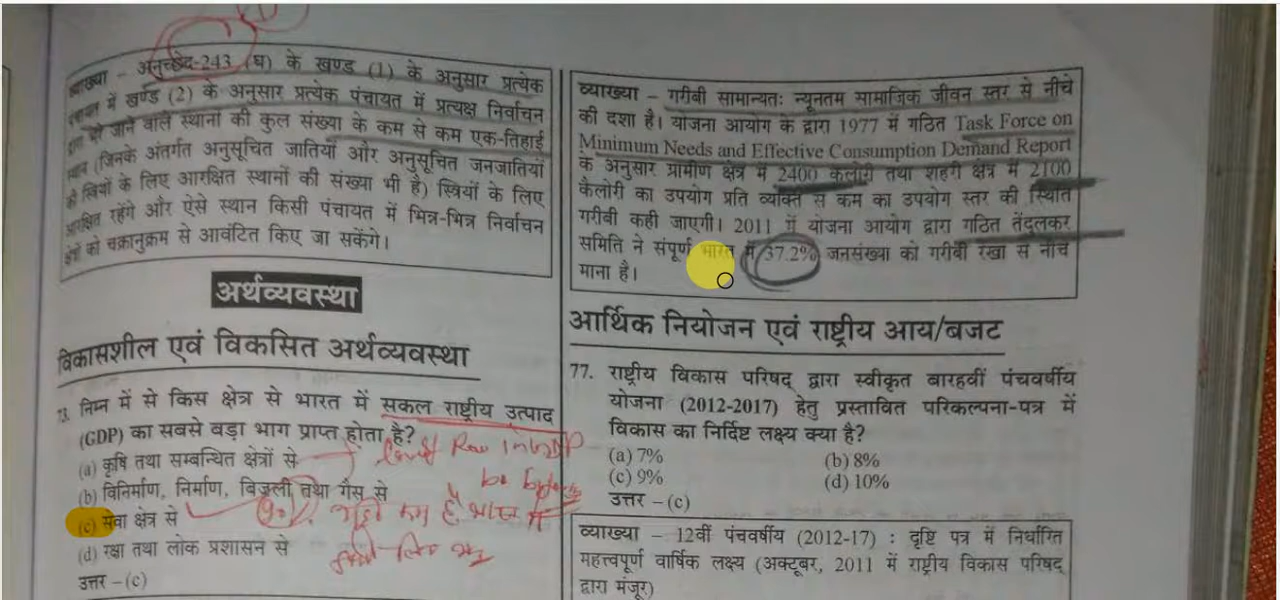 व्याख्या – अनुच्छेद-243 (घ) के खण्ड (1) के अनुसार प्रत्येक
पंचायत में खण्ड (2) के अनुसार प्रत्येक पंचायत में प्रत्यक्ष निर्वाचन
द्वारा भरे जाने वाले स्थानों की कुल संख्या के कम से कम एक-तिहाई
स्थान (जिनके अंतर्गत अनुसूचित जातियों और अनुसूचित जनजातियों
की स्त्रियों के लिए आरक्षित स्थानों की संख्या भी है) स्त्रियों के लिए
आरक्षित रहेंगे और ऐसे स्थान किसी पंचायत में भिन्न-भिन्न निर्वाचन
क्षेत्रों को चक्रानुक्रम से आवंटित किए जा सकेंगे।
अर्थव्यवस्था
विकासशील एवं विकसित अर्थव्यवस्था
73. निम्न में से किस क्षेत्र से भारत में सकल राष्ट्रीय उत्पाद
(GDP) का सबसे बड़ा भाग प्राप्त होता है?
(a) कृषि तथा सम्बन्धित क्षेत्रों से
(b) विनिर्माण, निर्माण, बिजली तथा गैस से
(c) सेवा क्षेत्र से
(d) रक्षा तथा लोक प्रशासन से
उत्तर –(c)
व्याख्या – गरीबी सामान्यतः न्यूनतम सामाजिक जीवन स्तर से नीचे
की दशा है। योजना आयोग के द्वारा 1977 में गठित Task Force on
Minimum Needs and Effective Consumption Demand Report
के अनुसार ग्रामीण क्षेत्र में 2400 कैलोरी तथा शहरी क्षेत्र में 2100
कैलोरी का उपयोग प्रति व्यक्ति से कम का उपयोग स्तर की स्थिति
गरीबी कही जाएगी। 2011 में योजना आयोग द्वारा गठित तेंदुलकर
समिति ने संपूर्ण भारत में 37.2% जनसंख्या को गरीबी रेखा से नीचे
माना है।
आर्थिक नियोजन एवं राष्ट्रीय आय/बजट
77. राष्ट्रीय विकास परिषद् द्वारा स्वीकृत बारहवीं पंचवर्षीय
योजना (2012-2017) हेतु प्रस्तावित परिकल्पना-पत्र में
विकास का निर्दिष्ट लक्ष्य क्या है?
(a) 7% (b) 8%
(c) 9% (d) 10%
उत्तर –(c)
व्याख्या – 12वीं पंचवर्षीय (2012-17) : दृष्टि पत्र में निर्धारित
महत्त्वपूर्ण वार्षिक लक्ष्य (अक्टूबर, 2011 में राष्ट्रीय विकास परिषद्
द्वारा मंजूर)